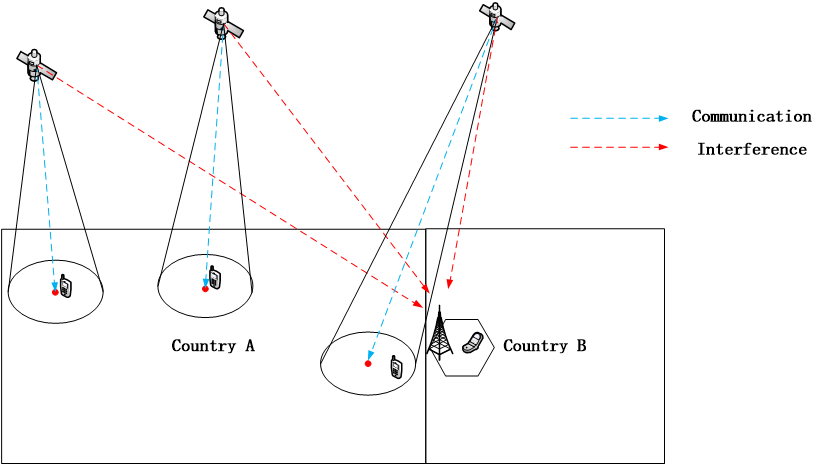 Communication
Interference
Country A
Country B